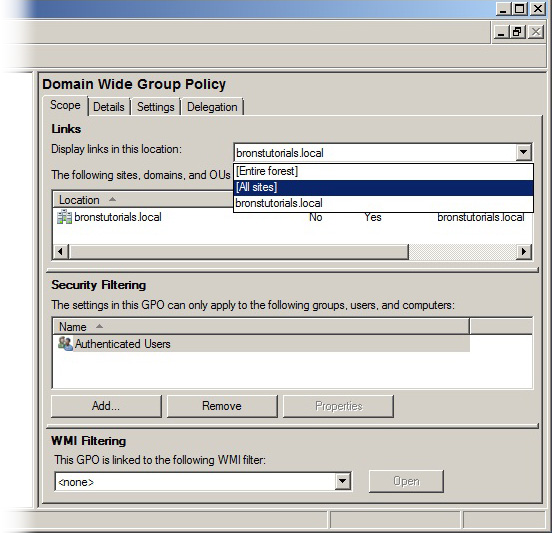 Domain Wide Group Policy
Scope Details Settings Delegation
Links
Display links in this location: bronstutorials.local
[Entire forest]
The following sites, domains, and OUs
[All sites]
bronstutorials.local
Location
bronstutorials.local No Yes bronstutorials.local
Security Filtering
The settings in this GPO can only apply to the following groups, users, and computers:
Name
Authenticated Users
Add... Remove Properties
WMI Filtering
This GPO is linked to the following WMI filter:
<none> Open